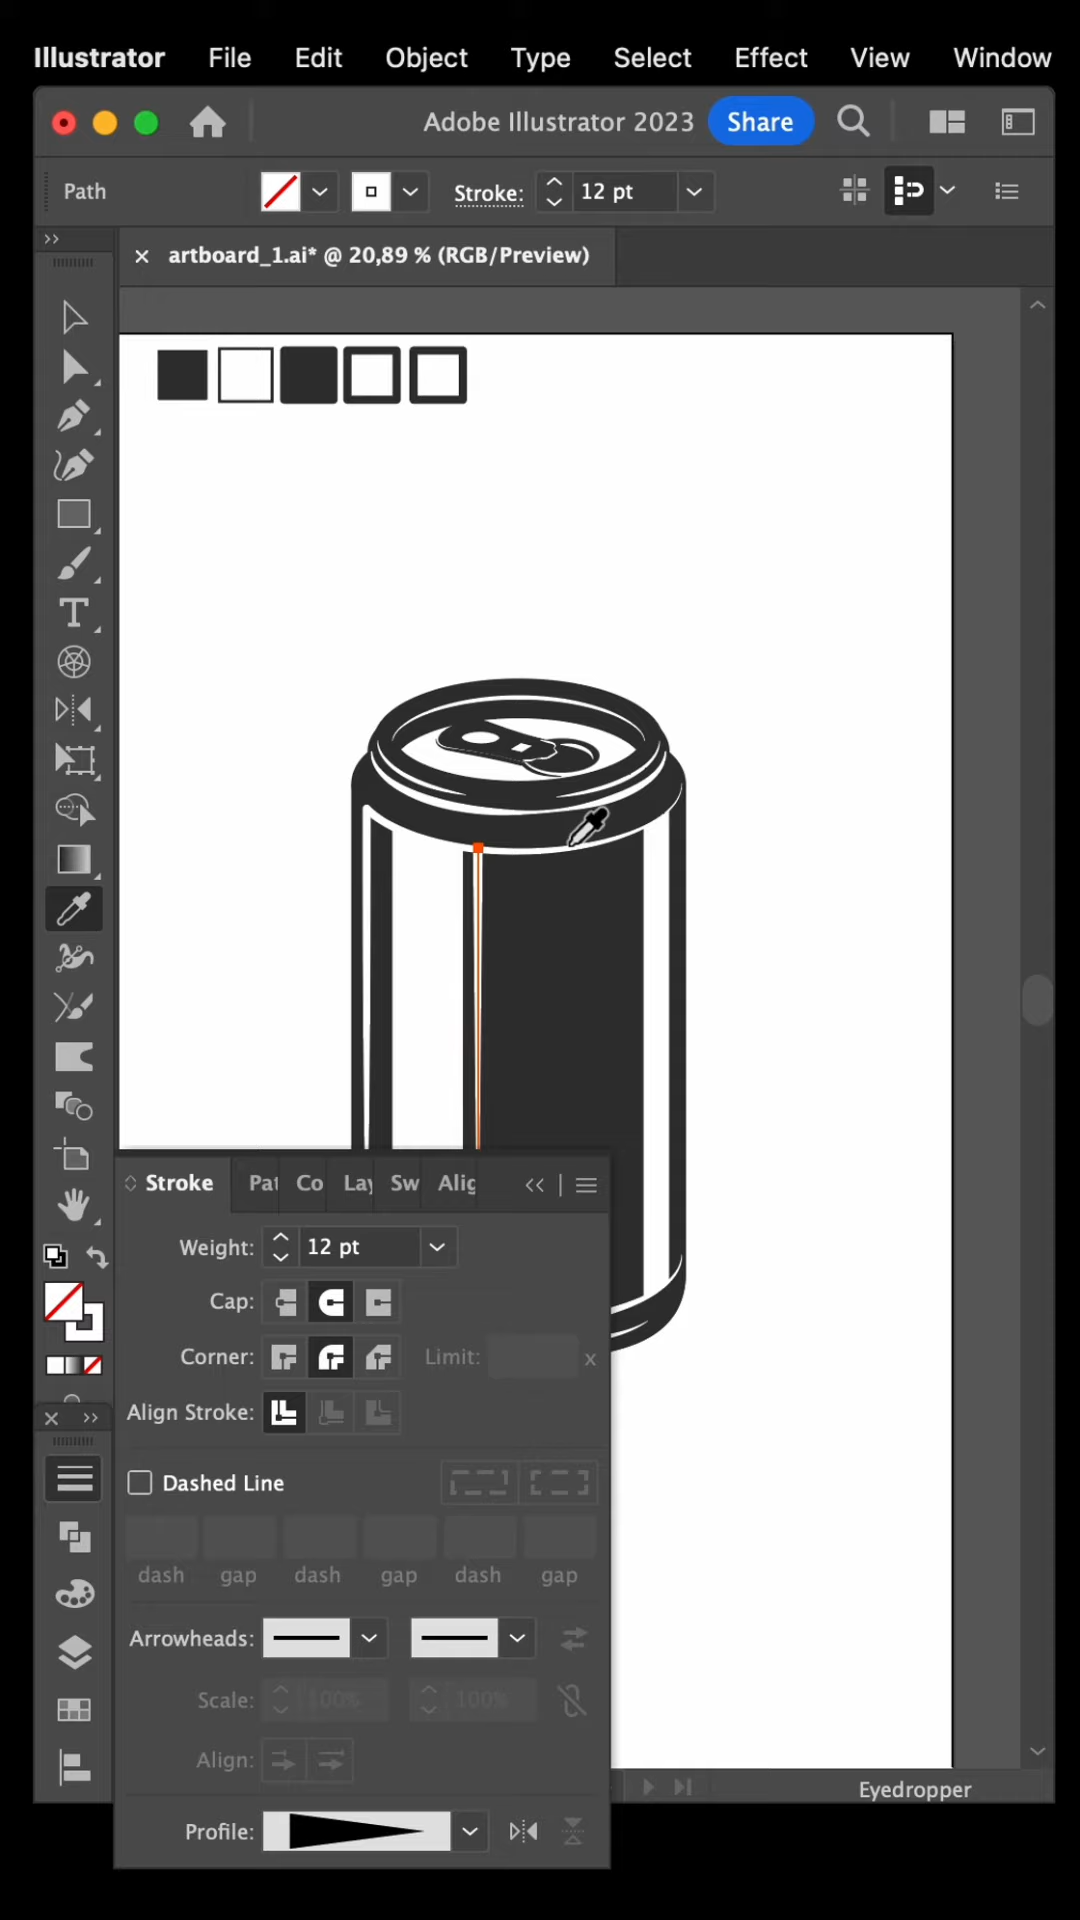 Illustrator File Edit Object Type Select Effect View Window
Adobe Illustrator 2023 Share
Path Stroke: 12 pt
artboard_1.ai* @ 20,89 % (RGB/Preview)
Stroke Pat Co Lay Sw Alig
Weight: 12 pt
Cap:
Corner: Limit: x
Align Stroke:
Dashed Line
dash gap dash gap dash gap
Arrowheads:
Scale: 100% 100%
Align:
Eyedropper
Profile: